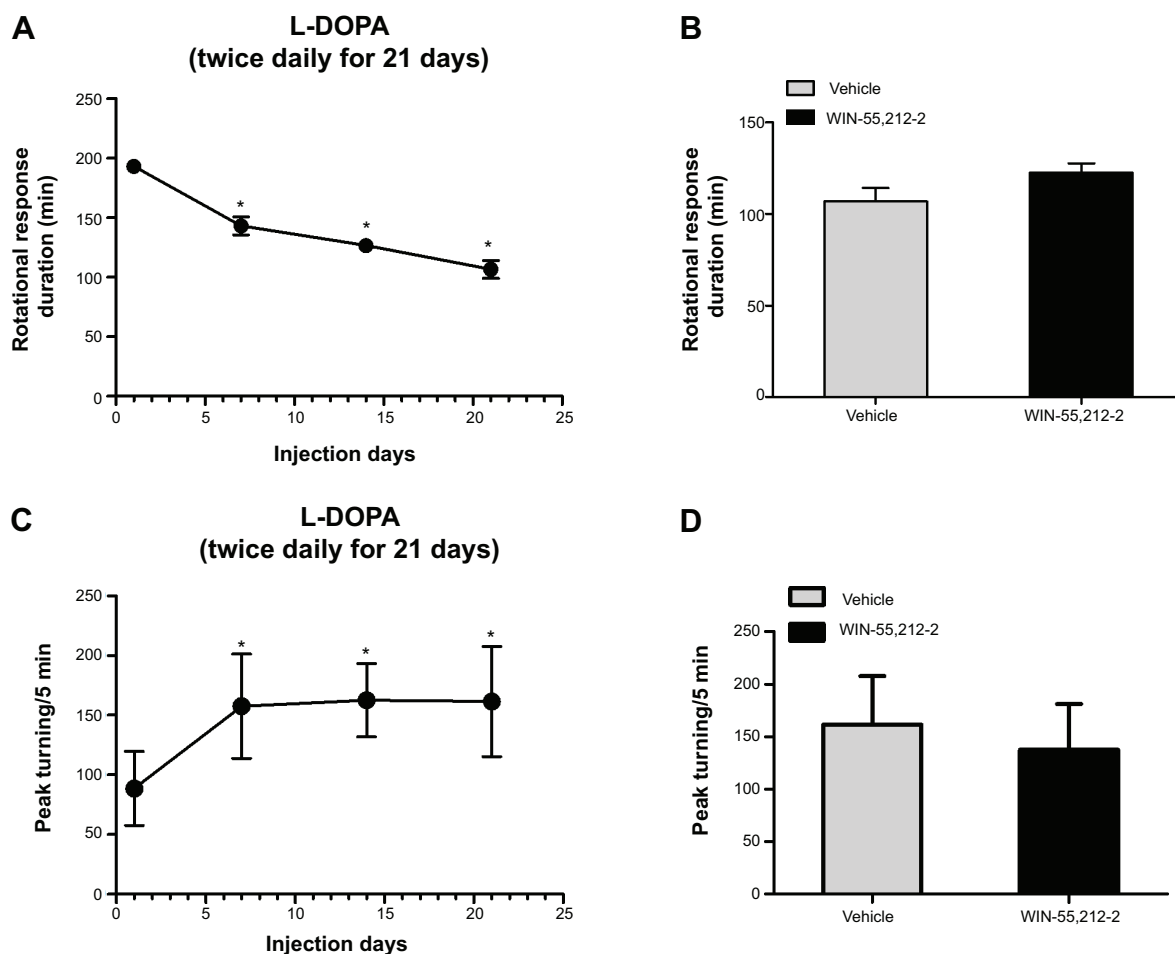 A
L-DOPA
(twice daily for 21 days)
Rotational response
duration (min)
250
200
150
100
50
0
*
*
*
0 5 10 15 20 25
Injection days
B
Vehicle
WIN-55,212-2
Rotational response
duration (min)
150
100
50
0
Vehicle WIN-55,212-2
C
L-DOPA
(twice daily for 21 days)
Peak turning/5 min
250
200
150
100
50
0
*
*
*
0 5 10 15 20 25
Injection days
D
Vehicle
WIN-55,212-2
Peak turning/5 min
250
200
150
100
50
0
Vehicle WIN-55,212-2